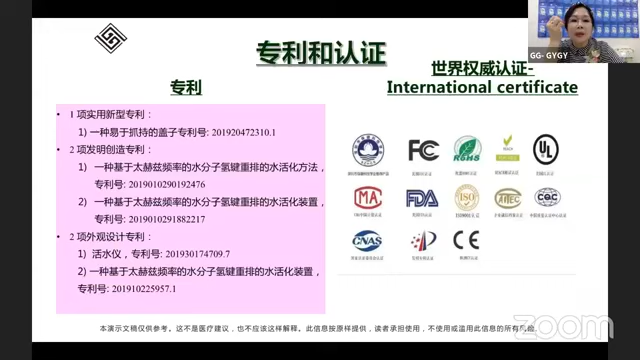 GG- GYGY
专利和认证
专利
世界权威认证-
International certificate
• 1 项实用新型专利：
1) 一种易于抓持的盖子专利号: 201920472310.1
• 2 项发明创造专利：
1) 一种基于太赫兹频率的水分子氢键重排的水活化方法，
专利号: 2019010290192476
2) 一种基于太赫兹频率的水分子氢键重排的水活化装置，
专利号: 2019010291882217
• 2 项外观设计专利：
1) 活水仪，专利号: 201930174709.7
2) 一种基于太赫兹频率的水分子氢键重排的水活化装置，
专利号: 201910225957.1
FC
RoHS
UL
MA
FDA
ISO
CQC
CNAS
CE
本演示文稿仅供参考。这不是医疗建议，也不应该这样解释。此信息按原样提供，读者承担使用，不使用或滥用此信息的所有风险。
zoom